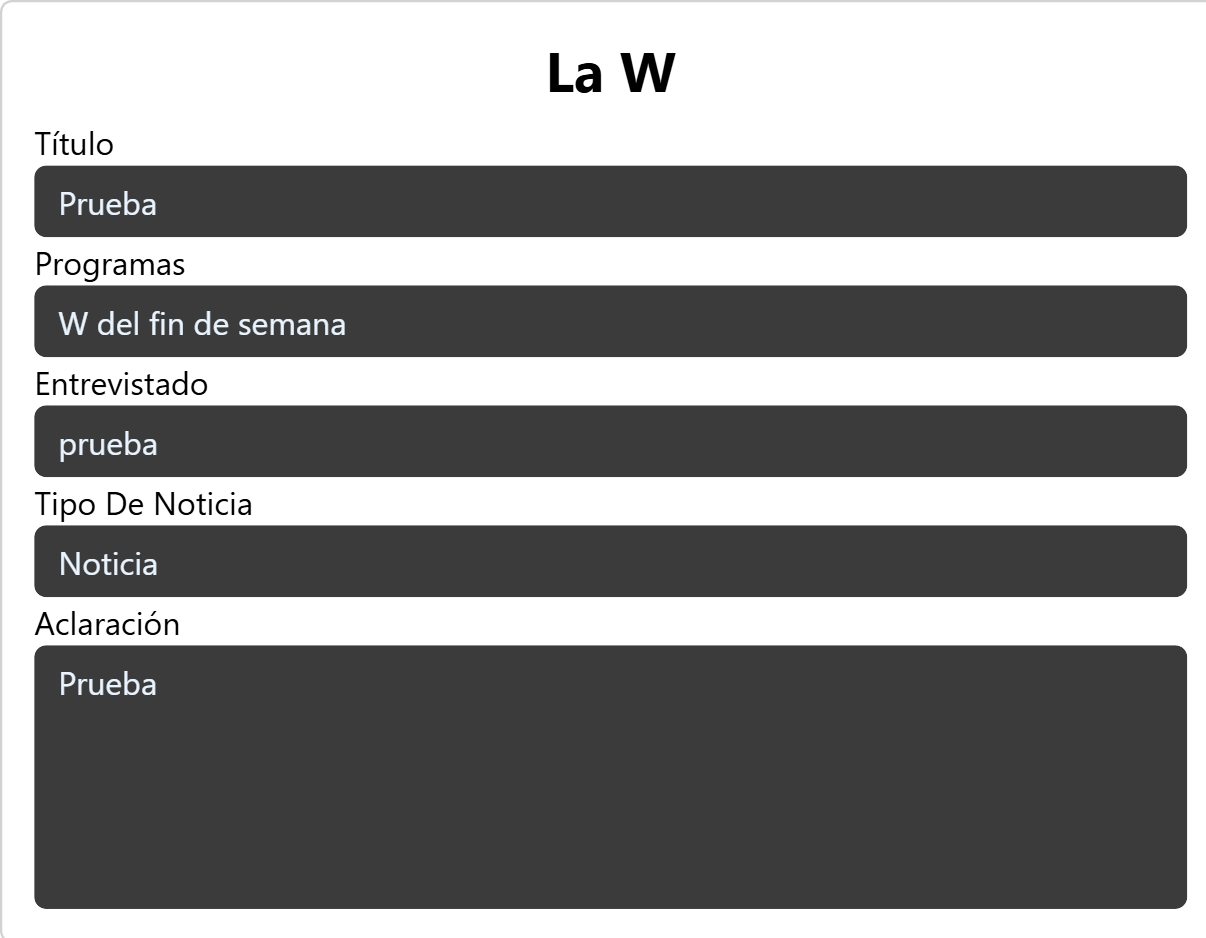 La W
Título
Prueba
Programas
W del fin de semana
Entrevistado
prueba
Tipo De Noticia
Noticia
Aclaración
Prueba